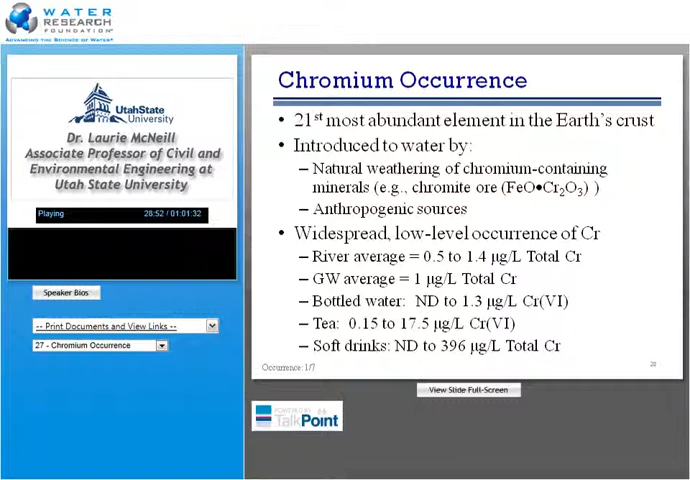 WATER
RESEARCH
FOUNDATION
ADVANCING THE SCIENCE OF WATER
UtahState
University
Dr. Laurie McNeill
Associate Professor of Civil and
Environmental Engineering at
Utah State University
Playing 28:52 / 01:01:32
Speaker Bios
-- Print Documents and View Links --
27 - Chromium Occurrence
Chromium Occurrence
• 21st most abundant element in the Earth's crust
• Introduced to water by:
– Natural weathering of chromium-containing
minerals (e.g., chromite ore (FeO•Cr2O3) )
– Anthropogenic sources
• Widespread, low-level occurrence of Cr
– River average = 0.5 to 1.4 µg/L Total Cr
– GW average = 1 µg/L Total Cr
– Bottled water: ND to 1.3 µg/L Cr(VI)
– Tea: 0.15 to 17.5 µg/L Cr(VI)
– Soft drinks: ND to 396 µg/L Total Cr
Occurrence: 1/7
View Slide Full-Screen
POWERED BY
TalkPoint